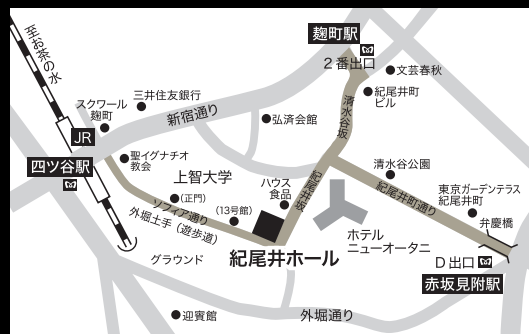 至お茶の水
麹町駅
2番出口
文芸春秋
紀尾井町
ビル
清水谷坂
三井住友銀行
スクワール
麹町
新宿通り
弘済会館
JR
四ツ谷駅
聖イグナチオ
教会
上智大学
(正門)
ソフィア通り
外堀土手(遊歩道)
(13号館)
ハウス
食品
紀尾井坂
清水谷公園
紀尾井町通り
東京ガーデンテラス
紀尾井町
弁慶橋
ホテル
ニューオータニ
D出口
赤坂見附駅
グラウンド
紀尾井ホール
迎賓館
外堀通り